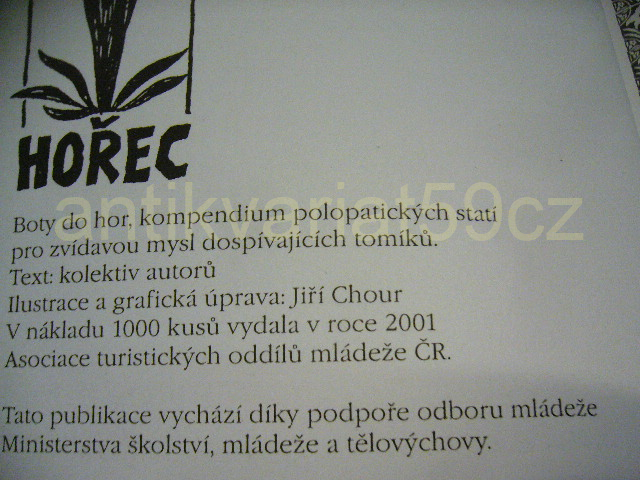 HOŘEC
Boty do hor, kompendium polopatických statí
pro zvídavou mysl dospívajících tomíků.
antikvariat59cz
Text: kolektiv autorů
Ilustrace a grafická úprava: Jiří Chour
V nákladu 1000 kusů vydala v roce 2001
Asociace turistických oddílů mládeže ČR.
Tato publikace vychází díky podpoře odboru mládeže
Ministerstva školství, mládeže a tělovýchovy.